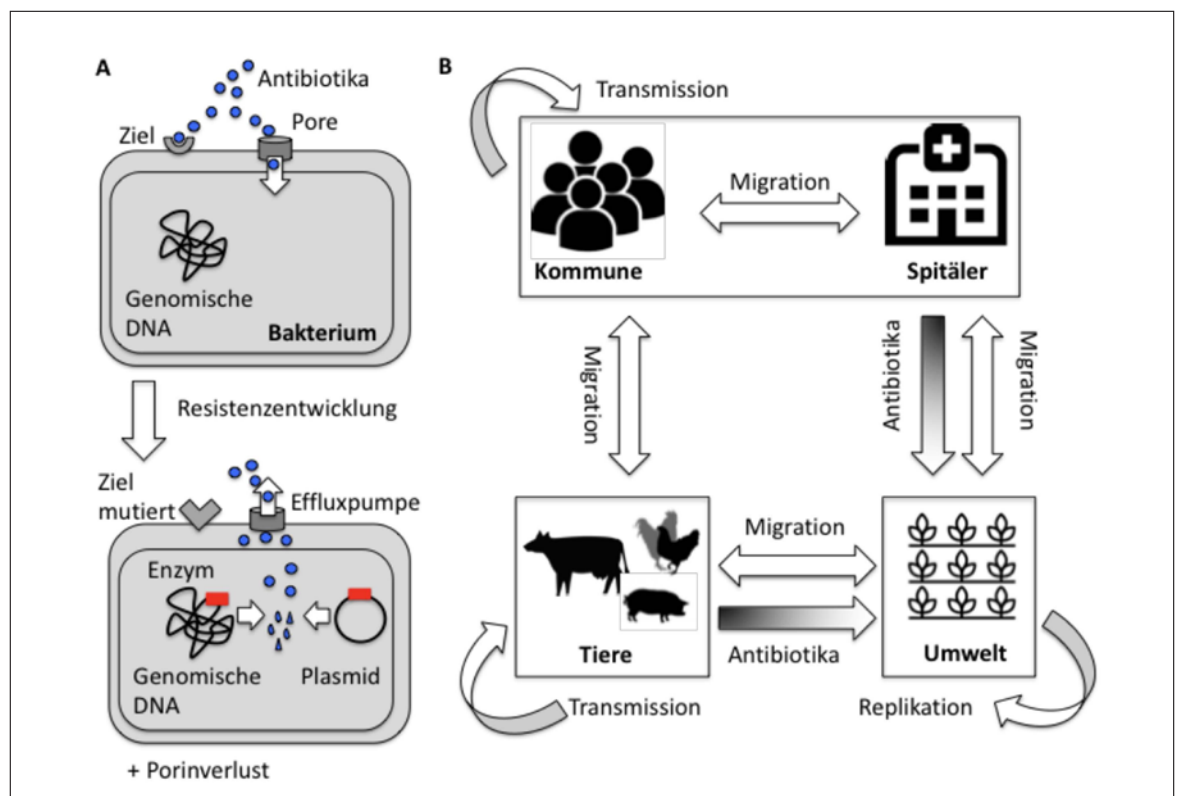 A
Antibiotika
Ziel
Pore
Genomische
DNA
Bakterium
Resistenzentwicklung
Ziel
mutiert
Effluxpumpe
Enzym
Genomische
DNA
Plasmid
+ Porinverlust
B
Transmission
Migration
Kommune
Spitäler
Migration
Antibiotika
Migration
Migration
Tiere
Antibiotika
Umwelt
Transmission
Replikation